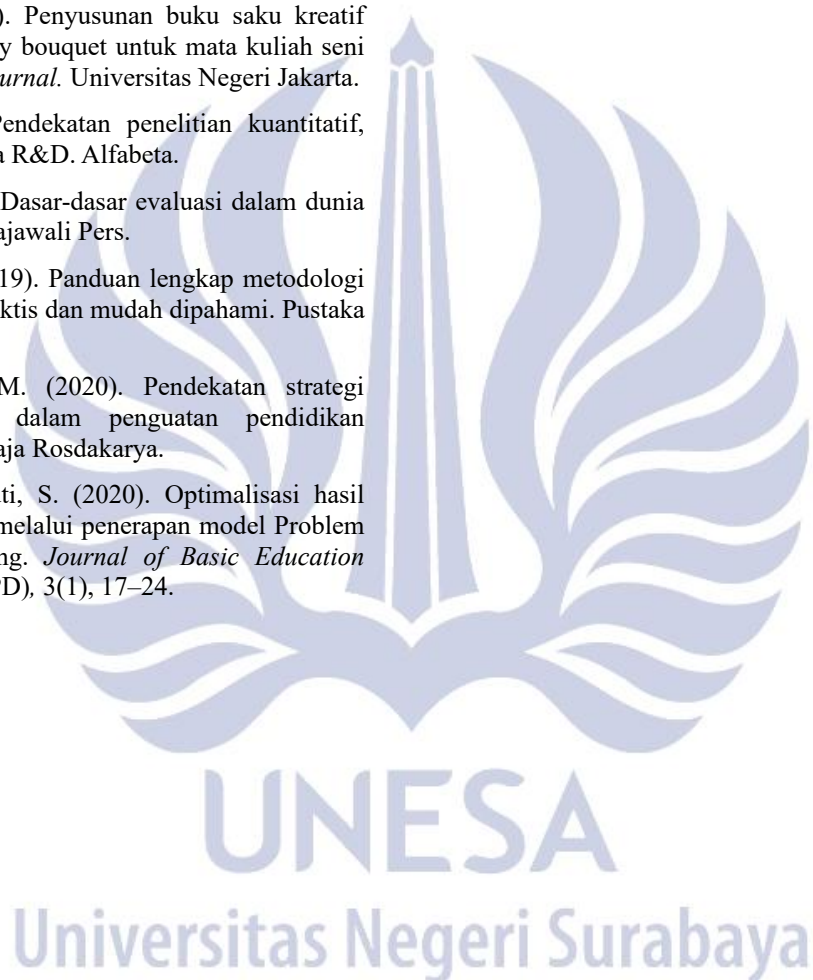 ). Penyusunan buku saku kreatif
y bouquet untuk mata kuliah seni
urnal. Universitas Negeri Jakarta.
Pendekatan penelitian kuantitatif,
a R&D. Alfabeta.
Dasar-dasar evaluasi dalam dunia
ajawali Pers.
19). Panduan lengkap metodologi
ktis dan mudah dipahami. Pustaka
M. (2020). Pendekatan strategi
dalam penguatan pendidikan
aja Rosdakarya.
ti, S. (2020). Optimalisasi hasil
melalui penerapan model Problem
ng. Journal of Basic Education
PD), 3(1), 17–24.
UNESA
Universitas Negeri Surabaya